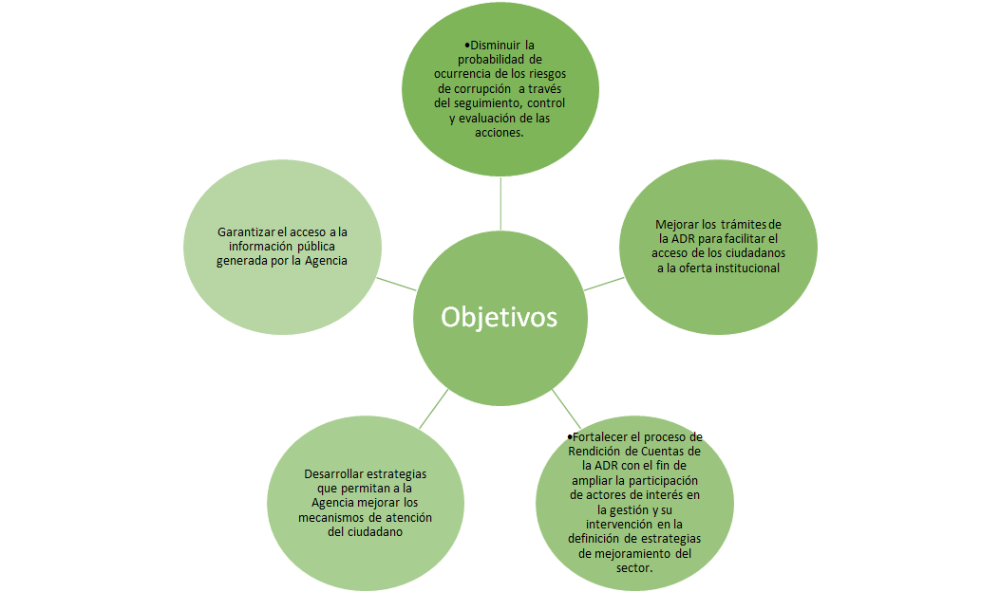 •Disminuir la
probabilidad de
ocurrencia de los riesgos
de corrupción a través
del seguimiento, control
y evaluación de las
acciones.
Mejorar los trámites de
la ADR para facilitar el
acceso de los ciudadanos
a la oferta institucional
•Fortalecer el proceso de
Rendición de Cuentas de
la ADR con el fin de
ampliar la participación
de actores de interés en
la gestión y su
intervención en la
definición de estrategias
de mejoramiento del
sector.
Desarrollar estrategias
que permitan a la
Agencia mejorar los
mecanismos de atención
del ciudadano
Garantizar el acceso a la
información pública
generada por la Agencia
Objetivos